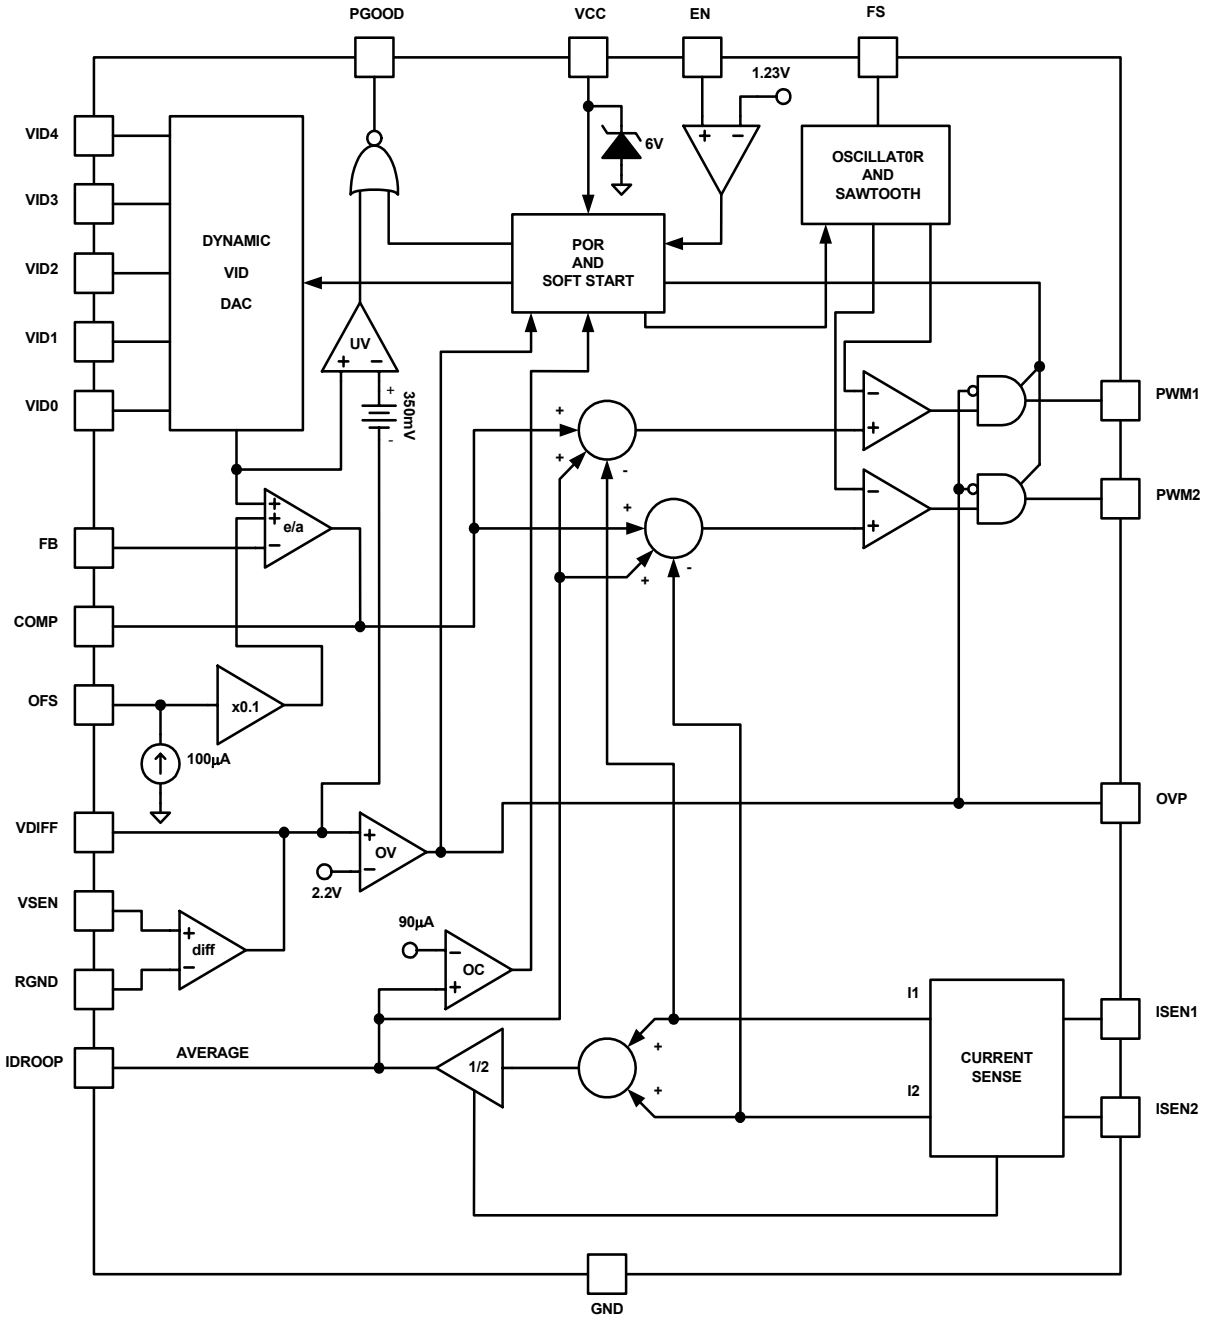 PGOOD
VCC
EN
FS
1.23V
VID4
6V
+ −
OSCILLAT0R
AND
SAWTOOTH
VID3
DYNAMIC
VID
DAC
POR
AND
SOFT START
VID2
VID1
UV
+ −
+
350mV
-
VID0
PWM1
−
+
+
+
-
PWM2
−
+
+
+
-
+
+
e/a
−
FB
COMP
OFS
x0.1
100µA
OVP
VDIFF
+
OV
−
2.2V
VSEN
+
diff
−
90µA
−
OC
+
RGND
I1
ISEN1
IDROOP
AVERAGE
1/2
+
+
CURRENT
SENSE
I2
ISEN2
GND